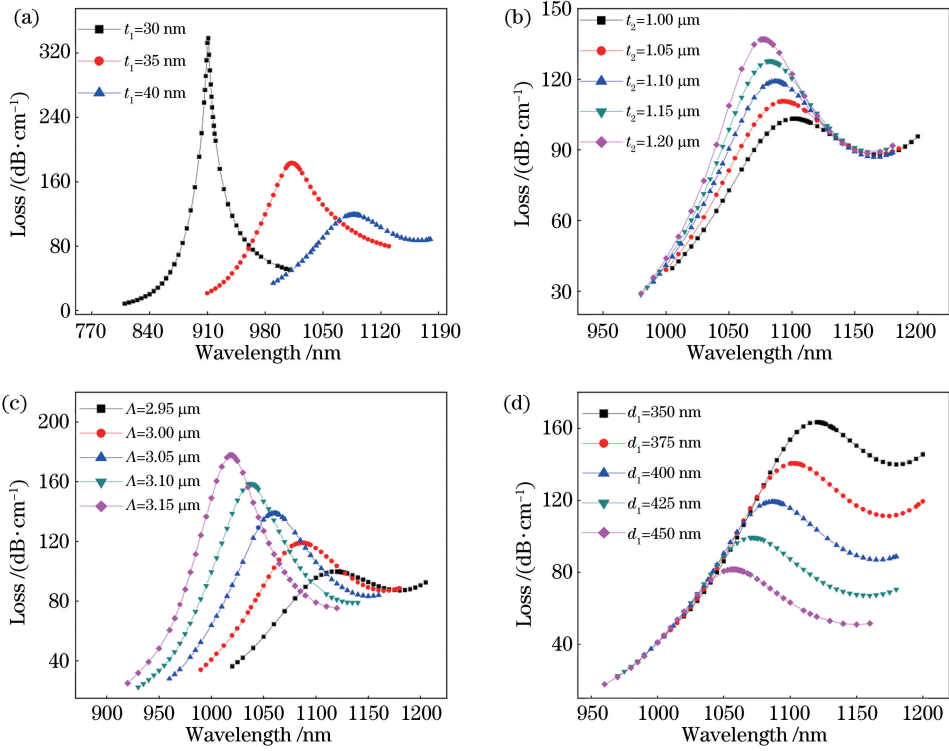 (a)
t₁=30 nm
t₁=35 nm
t₁=40 nm
320
240
160
80
0
770 840 910 980 1050 1120 1190
Wavelength /nm
Loss /(dB·cm⁻¹)
(b)
t₂=1.00 μm
t₂=1.05 μm
t₂=1.10 μm
t₂=1.15 μm
t₂=1.20 μm
150
120
90
60
30
950 1000 1050 1100 1150 1200
Wavelength /nm
Loss /(dB·cm⁻¹)
(c)
Λ=2.95 μm
Λ=3.00 μm
Λ=3.05 μm
Λ=3.10 μm
Λ=3.15 μm
200
160
120
80
40
900 950 1000 1050 1100 1150 1200
Wavelength /nm
Loss /(dB·cm⁻¹)
(d)
d₁=350 nm
d₁=375 nm
d₁=400 nm
d₁=425 nm
d₁=450 nm
160
120
80
40
950 1000 1050 1100 1150 1200
Wavelength /nm
Loss /(dB·cm⁻¹)